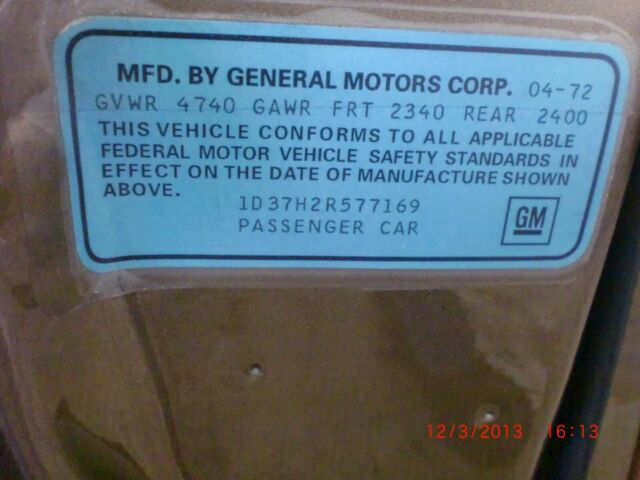 MFD. BY GENERAL MOTORS CORP. 04-72
GVWR 4740 GAWR FRT 2340 REAR 2400
THIS VEHICLE CONFORMS TO ALL APPLICABLE
FEDERAL MOTOR VEHICLE SAFETY STANDARDS IN
EFFECT ON THE DATE OF MANUFACTURE SHOWN
ABOVE.
1D37H2R577169
PASSENGER CAR
GM
12/3/2013 16:13